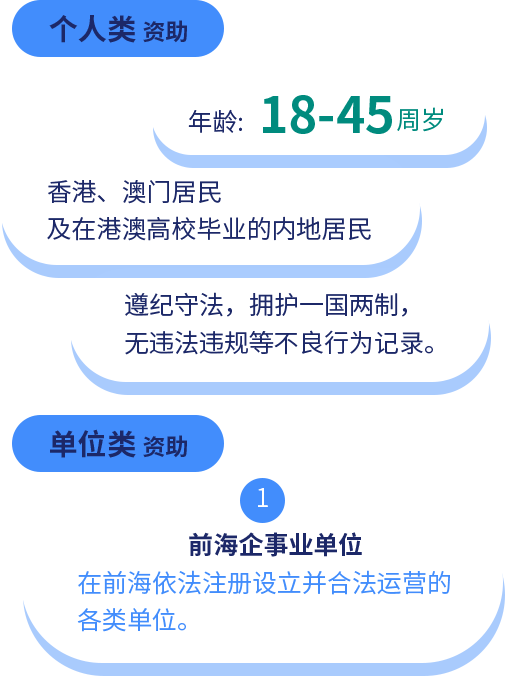 个人类 资助
年龄: 18-45周岁
香港、澳门居民
及在港澳高校毕业的内地居民
遵纪守法，拥护一国两制，
无违法违规等不良行为记录。
单位类 资助
1
前海企事业单位
在前海依法注册设立并合法运营的
各类单位。